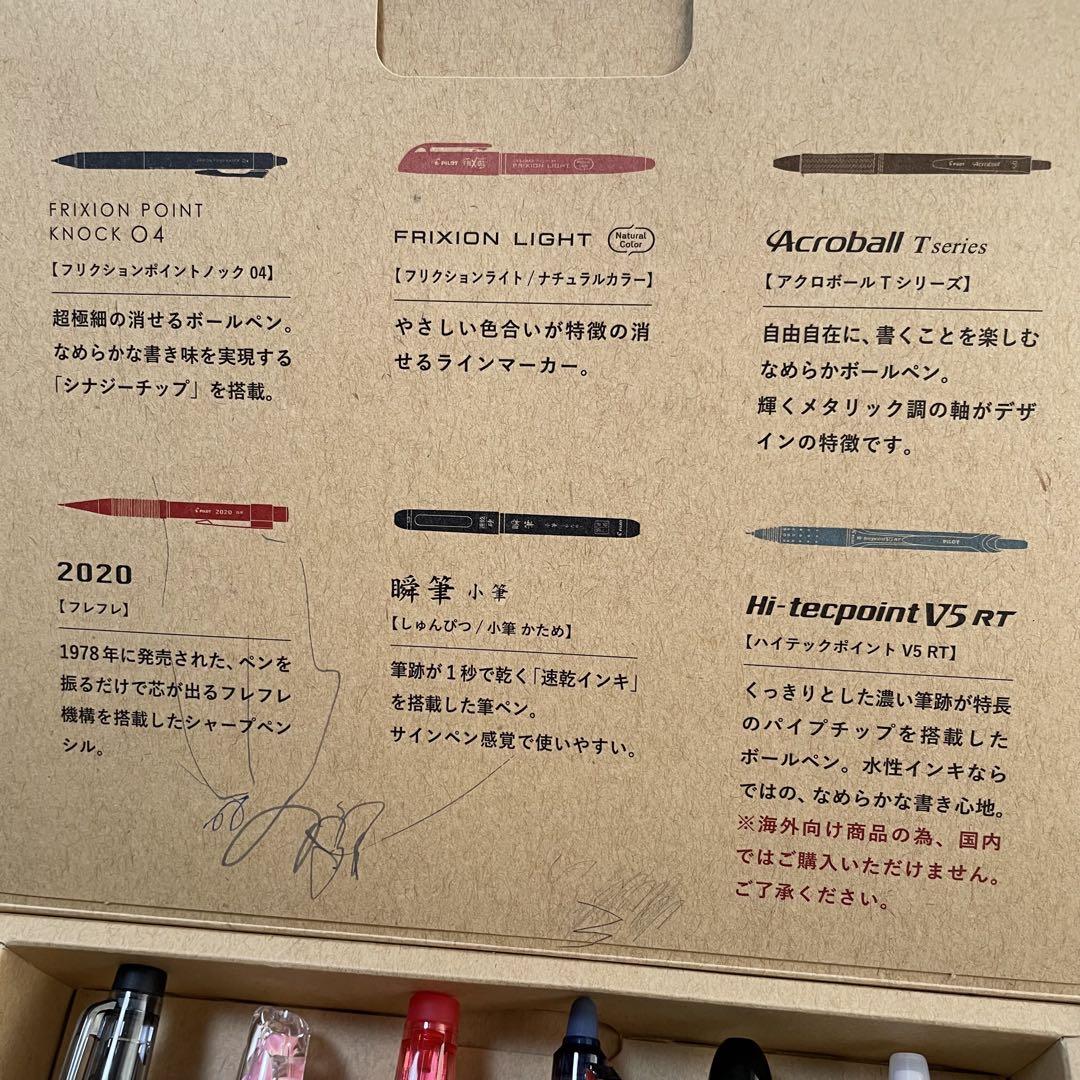 FRIXION POINT
KNOCK 04
【フリクションポイントノック 04】
超極細の消せるボールペン。
なめらかな書き味を実現する
「シナジーチップ」を搭載。
PILOT
FRIXION LIGHT
FRIXION LIGHT
Natural
Color
【フリクションライト/ナチュラルカラー】
やさしい色合いが特徴の消
せるラインマーカー。
PILOT Acroball
Acroball T series
【アクロボール T シリーズ】
自由自在に、書くことを楽しむ
なめらかボールペン。
輝くメタリック調の軸がデザ
インの特徴です。
PILOT 2020
2020
【フレフレ】
1978年に発売された、ペンを
振るだけで芯が出るフレフレ
機構を搭載したシャープペン
シル。
瞬筆
PILOT
瞬筆 小筆
【しゅんぴつ/小筆 かため】
筆跡が1秒で乾く「速乾インキ」
を搭載した筆ペン。
サインペン感覚で使いやすい。
Hi-tecpoint V5 RT PILOT
Hi-tecpoint V5 RT
【ハイテックポイント V5 RT】
くっきりとした濃い筆跡が特長
のパイプチップを搭載した
ボールペン。水性インキなら
ではの、なめらかな書き心地。
※海外向け商品の為、国内
ではご購入いただけません。
ご了承ください。